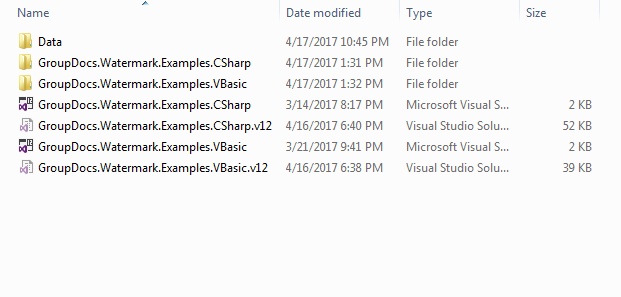 Name Date modified Type Size
Data 4/17/2017 10:45 PM File folder
GroupDocs.Watermark.Examples.CSharp 4/17/2017 1:31 PM File folder
GroupDocs.Watermark.Examples.VBasic 4/17/2017 1:32 PM File folder
GroupDocs.Watermark.Examples.CSharp 3/14/2017 8:17 PM Microsoft Visual S... 2 KB
GroupDocs.Watermark.Examples.CSharp.v12 4/16/2017 6:40 PM Visual Studio Solu... 52 KB
GroupDocs.Watermark.Examples.VBasic 3/21/2017 9:41 PM Microsoft Visual S... 2 KB
GroupDocs.Watermark.Examples.VBasic.v12 4/16/2017 6:38 PM Visual Studio Solu... 39 KB